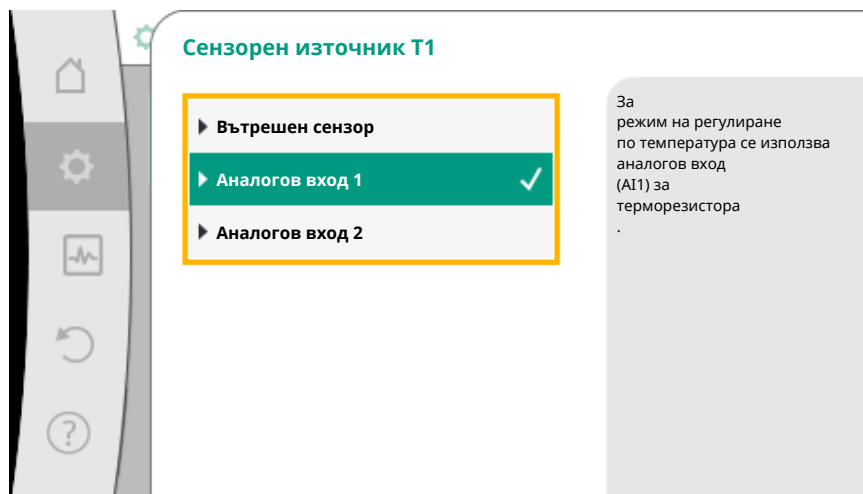 Сензорен източник T1
Вътрешен сензор
Аналогов вход 1
Аналогов вход 2
За
режим на регулиране
по температура се използва
аналогов вход
(AI1) за
терморезистора
.
?